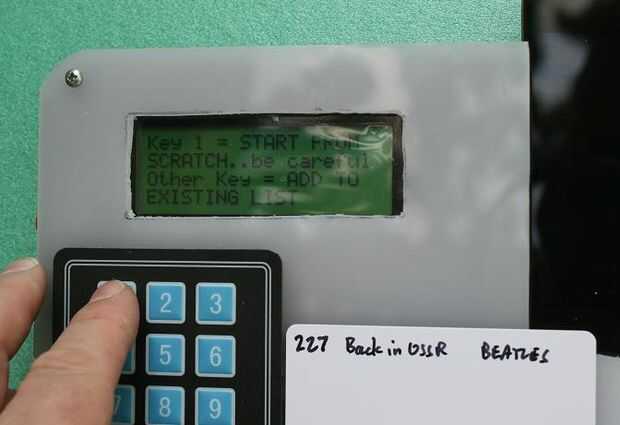 Key 1 = START FROM
SCRATCH..be careful
Other Key = ADD TO
EXISTING LIST
2 3
5 6
7 8 9
227 Back in USSR BEATLES